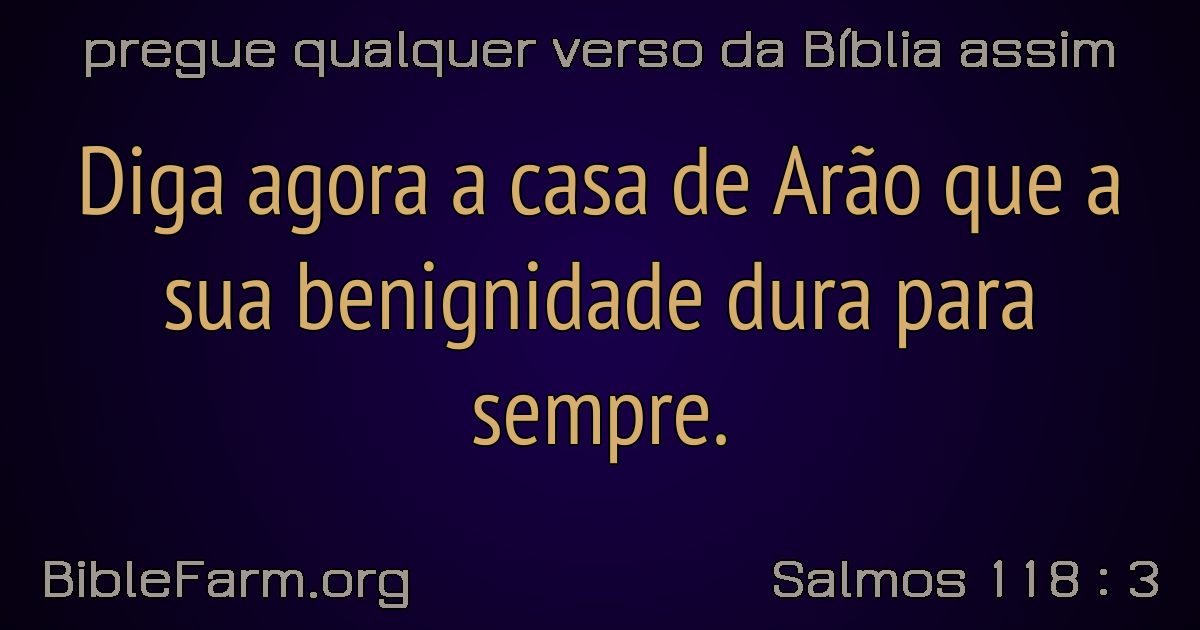 pregue qualquer verso da Bíblia assim
Diga agora a casa de Arão que a
sua benignidade dura para
sempre.
BibleFarm.org
Salmos 118 : 3